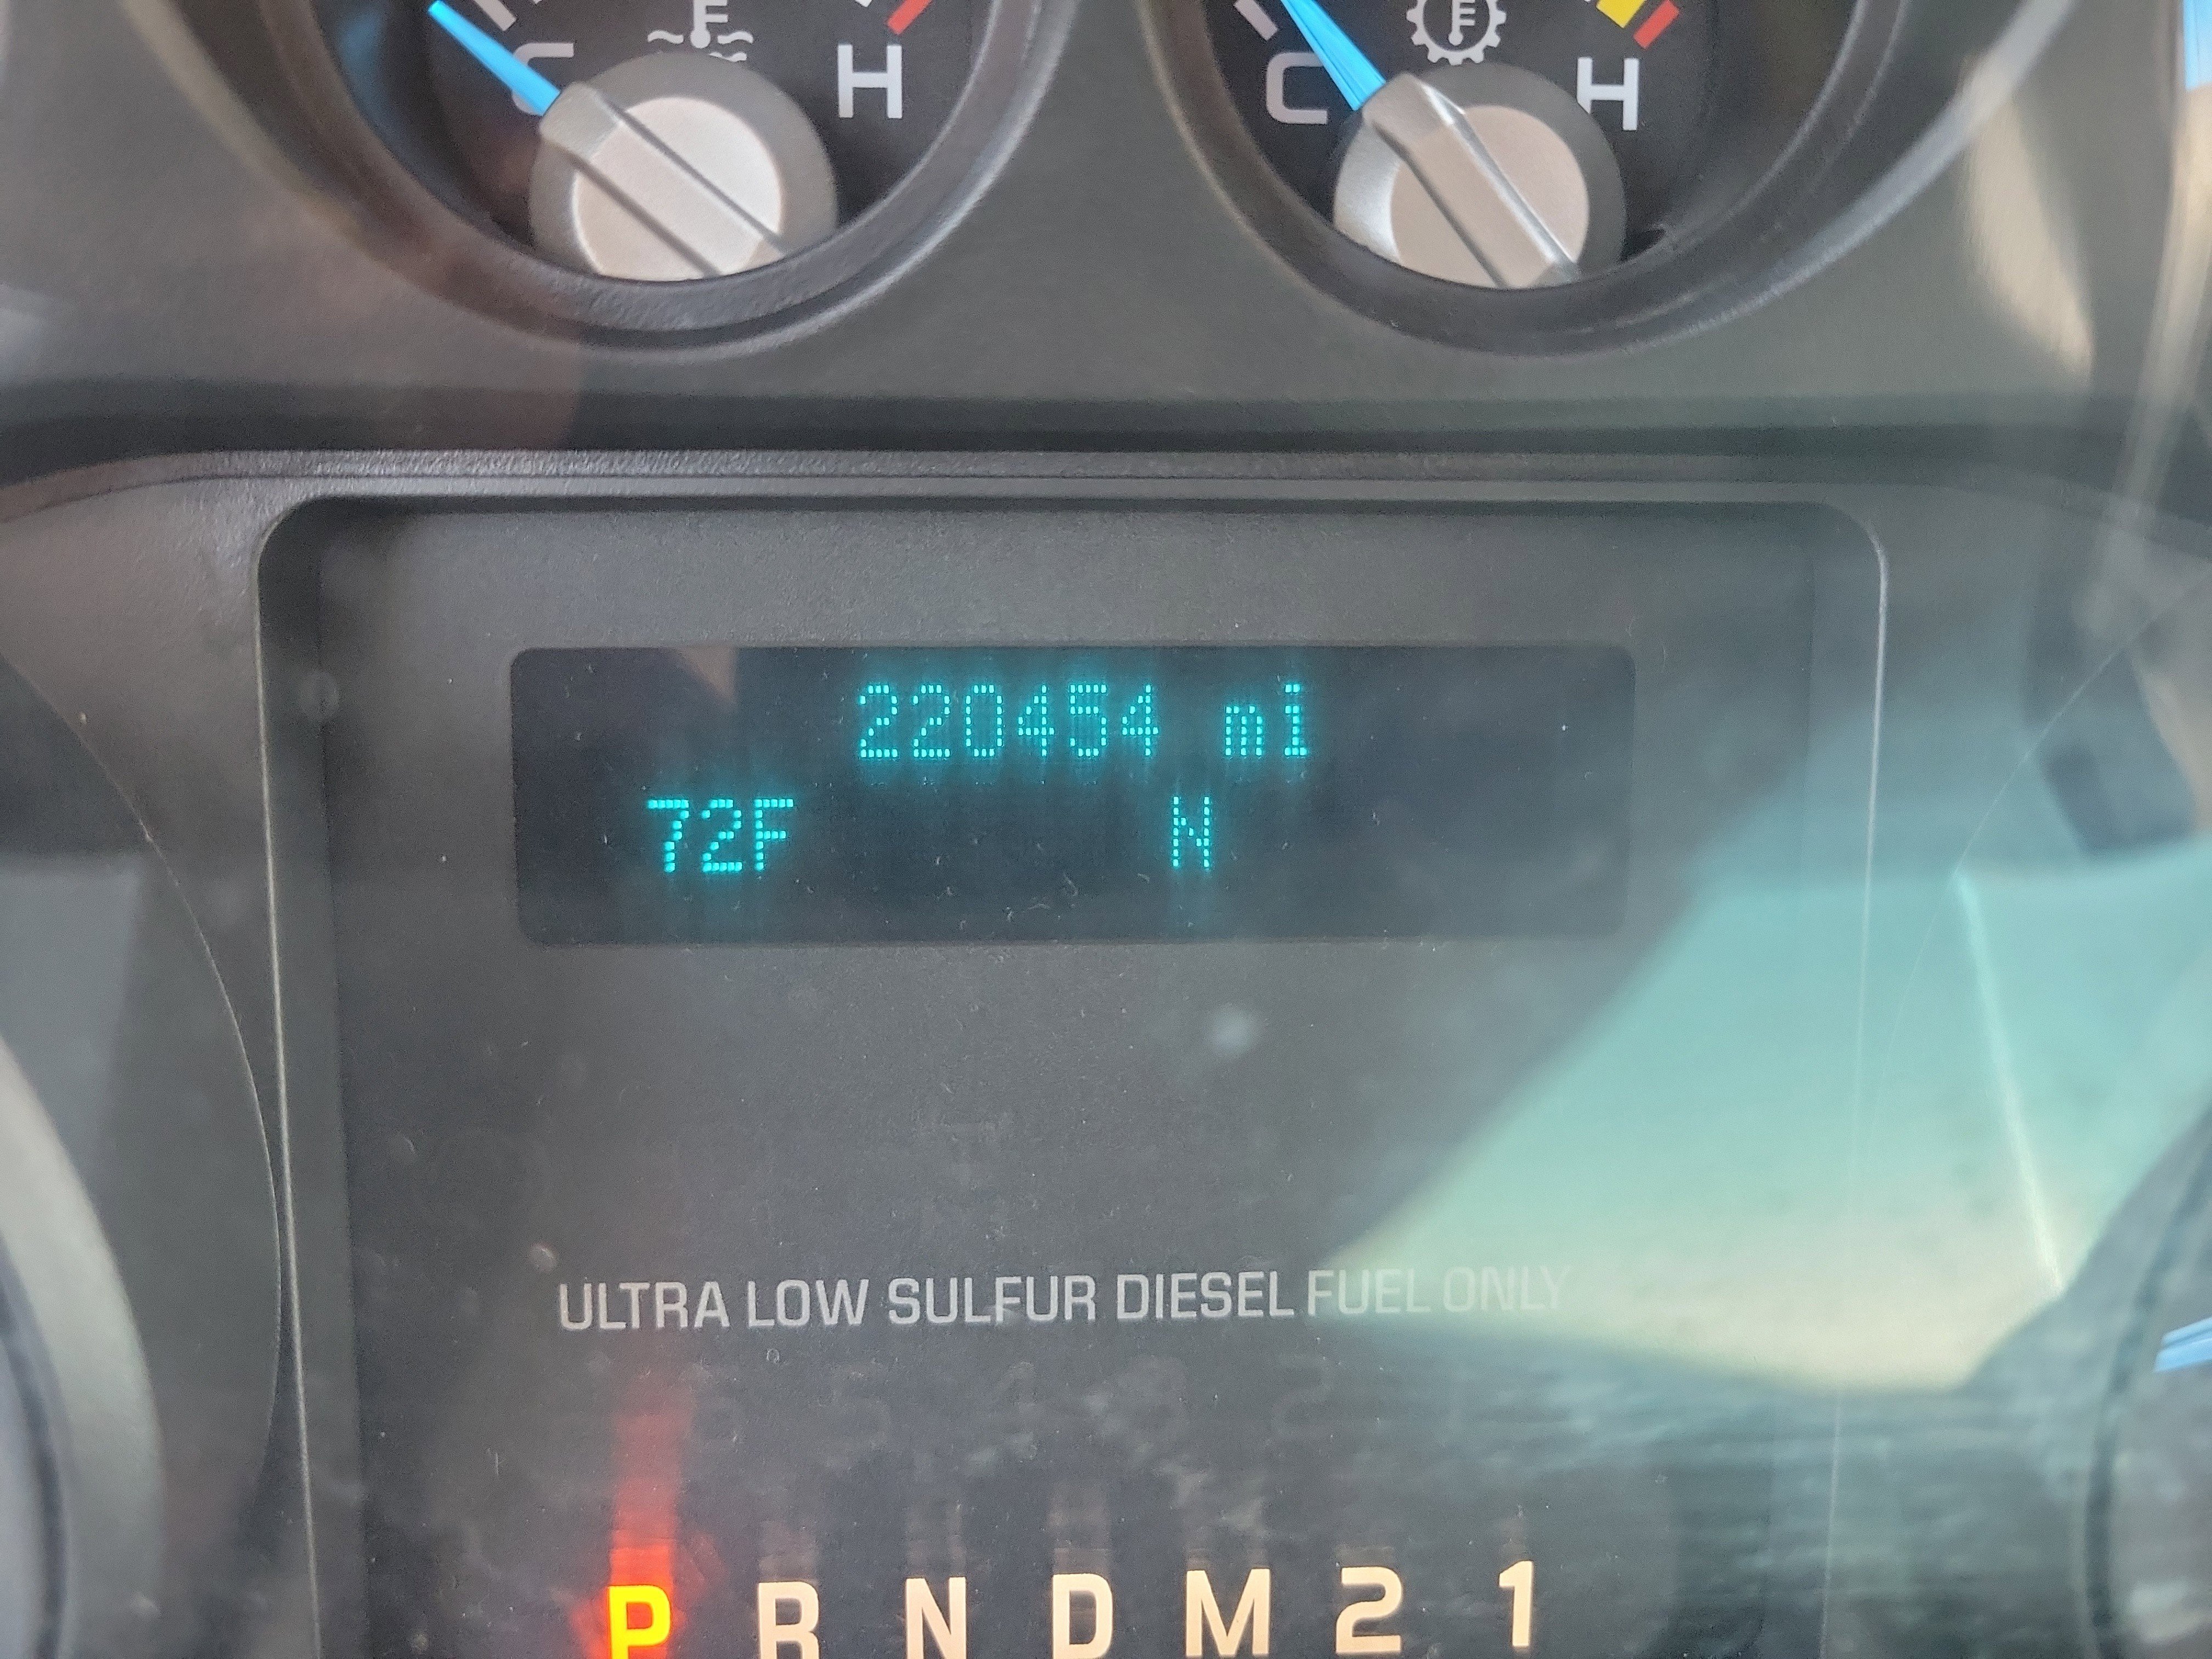 C H C H
220454 mi
72F N
ULTRA LOW SULFUR DIESEL FUEL ONLY
P R N D M 2 1